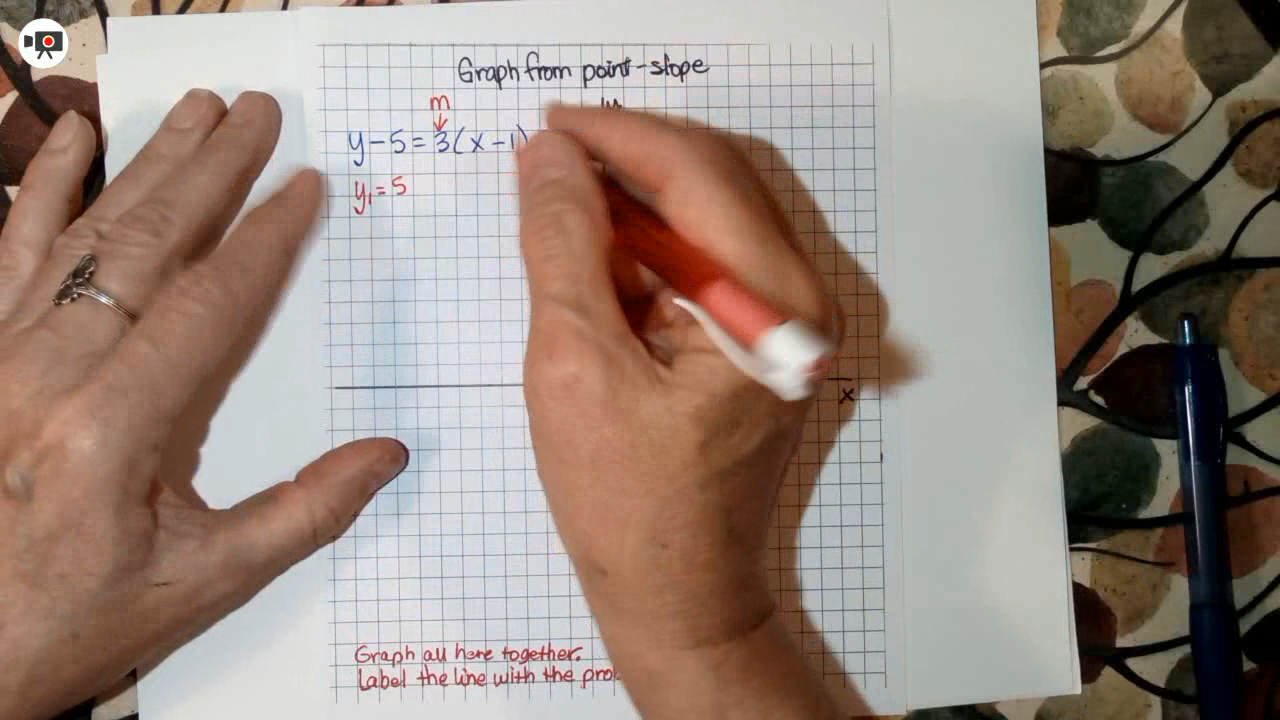 Graph from point-slope
m
y
y-5=3(x-1)
y₁=5
x
Graph all here together.
Label the line with the